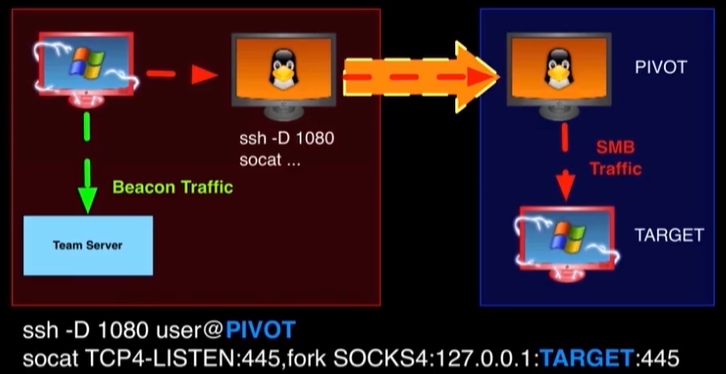 PIVOT
ssh -D 1080
socat ...
SMB
Traffic
Beacon Traffic
Team Server
TARGET
ssh -D 1080 user@PIVOT
socat TCP4-LISTEN:445,fork SOCKS4:127.0.0.1:TARGET:445